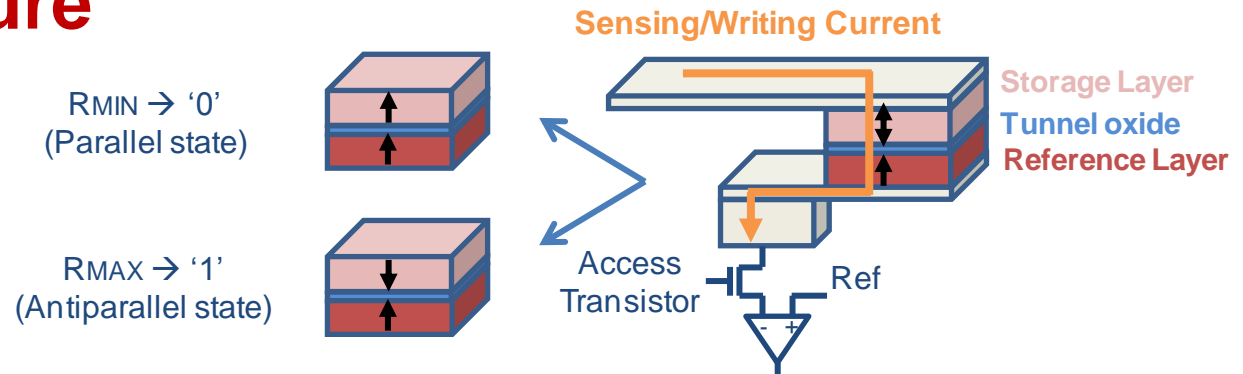 ure
Sensing/Writing Current
RMIN → ‘0’
(Parallel state)
Storage Layer
Tunnel oxide
Reference Layer
RMAX → ‘1’
(Antiparallel state)
Access
Transistor
Ref
- +